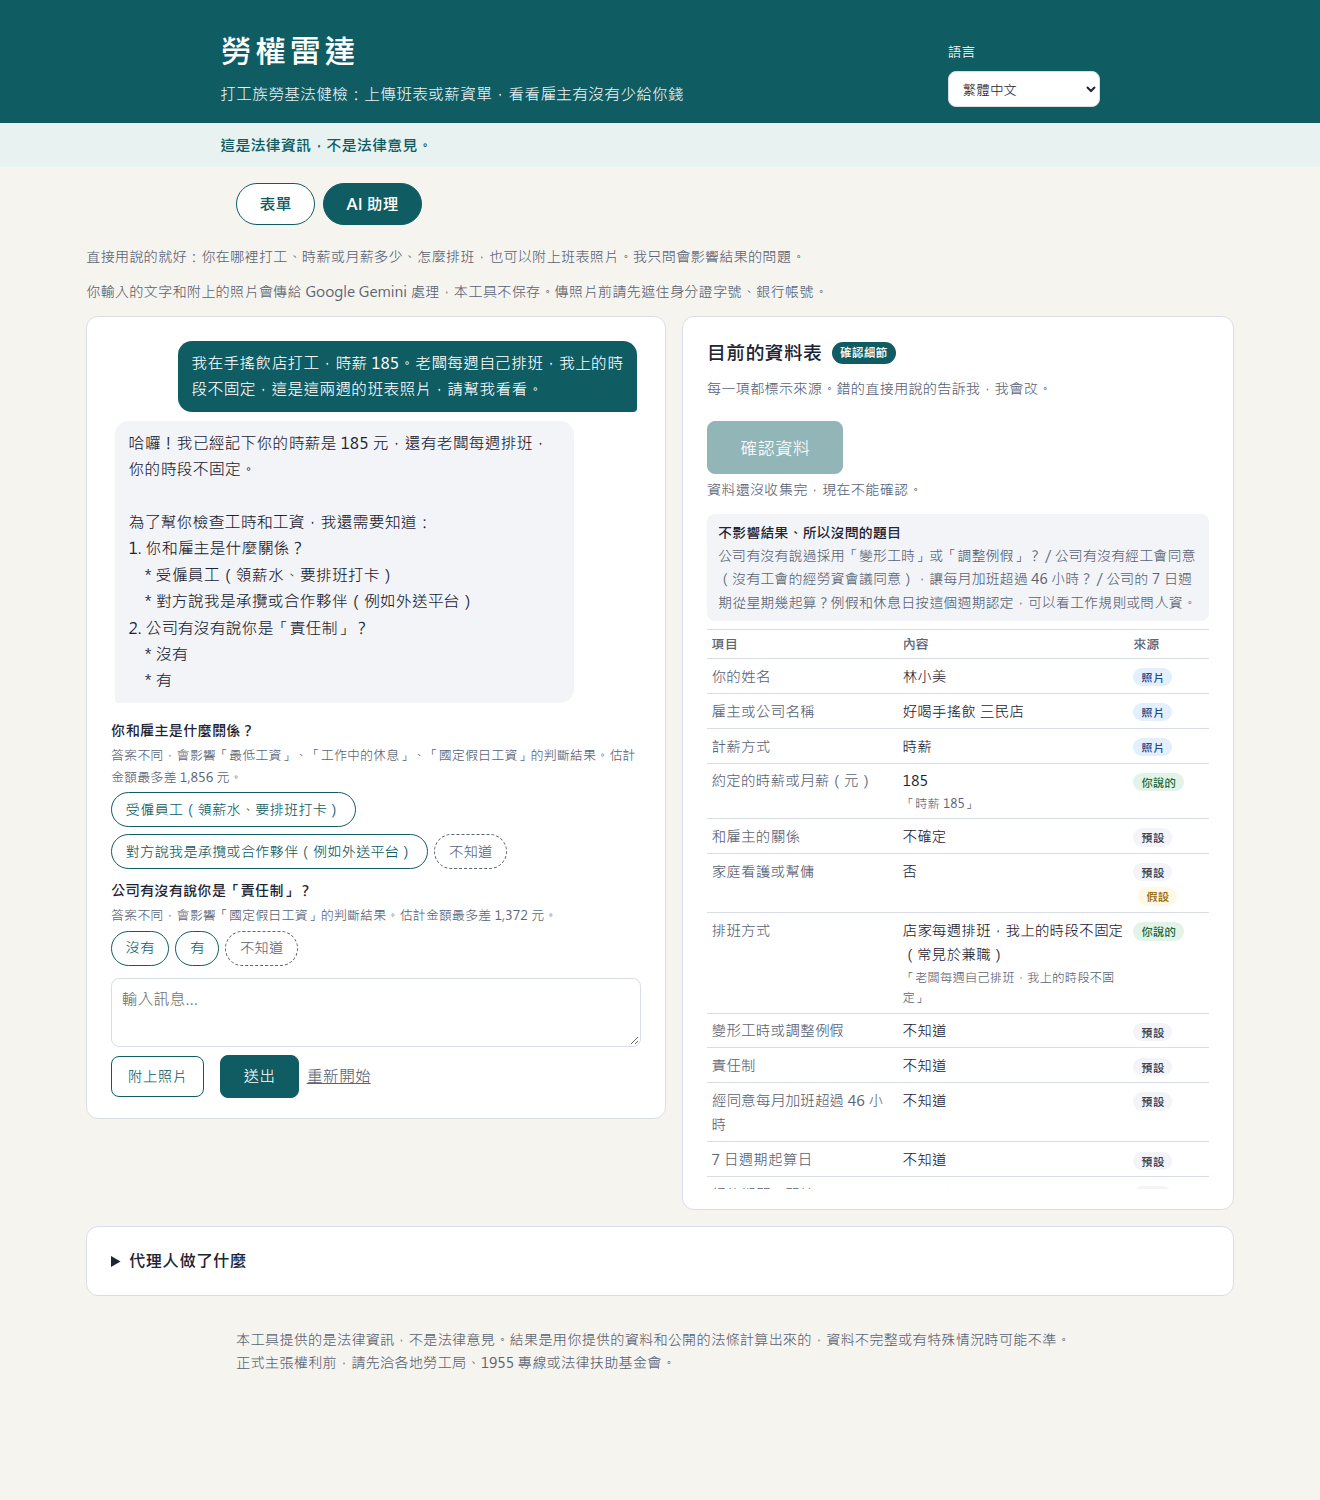 勞權雷達
打工族勞基法健檢：上傳班表或薪資單，看看雇主有沒有少給你錢
語言
繁體中文
這是法律資訊，不是法律意見。
表單
AI 助理
直接用說的就好：你在哪裡打工、時薪或月薪多少、怎麼排班，也可以附上班表照片。我只問會影響結果的問題。
你輸入的文字和附上的照片會傳給 Google Gemini 處理，本工具不保存。傳照片前請先遮住身分證字號、銀行帳號。
我在手搖飲店打工，時薪 185。老闆每週自己排班，我上的時
段不固定，這是這兩週的班表照片，請幫我看看。
哈囉！我已經記下你的時薪是 185 元，還有老闆每週排班，
你的時段不固定。
為了幫你檢查工時和工資，我還需要知道：
1. 你和雇主是什麼關係？
* 受僱員工（領薪水、要排班打卡）
* 對方說我是承攬或合作夥伴（例如外送平台）
2. 公司有沒有說你是「責任制」？
* 沒有
* 有
你和雇主是什麼關係？
答案不同，會影響「最低工資」、「工作中的休息」、「國定假日工資」的判斷結果。估計
金額最多差 1,856 元。
受僱員工（領薪水、要排班打卡）
對方說我是承攬或合作夥伴（例如外送平台）
不知道
公司有沒有說你是「責任制」？
答案不同，會影響「國定假日工資」的判斷結果。估計金額最多差 1,372 元。
沒有
有
不知道
輸入訊息...
附上照片
送出
重新開始
目前的資料表
確認細節
每一項都標示來源。錯的直接用說的告訴我，我會改。
確認資料
資料還沒收集完，現在不能確認。
不影響結果、所以沒問的題目
公司有沒有說過採用「變形工時」或「調整例假」？ / 公司有沒有經工會同意
（沒有工會的經勞資會議同意），讓每月加班超過 46 小時？ / 公司的 7 日週
期從星期幾起算？例假和休息日按這個週期認定，可以看工作規則或問人資。
項目 內容 來源
你的姓名 林小美 照片
雇主或公司名稱 好喝手搖飲 三民店 照片
計薪方式 時薪 照片
約定的時薪或月薪（元） 185 你說的
「時薪 185」
和雇主的關係 不確定 預設
家庭看護或幫傭 否 預設
假設
排班方式 店家每週排班，我上的時段不固定 你說的
（常見於兼職）
「老闆每週自己排班，我上的時段不固
定」
變形工時或調整例假 不知道 預設
責任制 不知道 預設
經同意每月加班超過 46 小 不知道 預設
時
7 日週期起算日 不知道 預設
▶ 代理人做了什麼
本工具提供的是法律資訊，不是法律意見。結果是用你提供的資料和公開的法條計算出來的，資料不完整或有特殊情況時可能不準。
正式主張權利前，請先洽各地勞工局、1955 專線或法律扶助基金會。